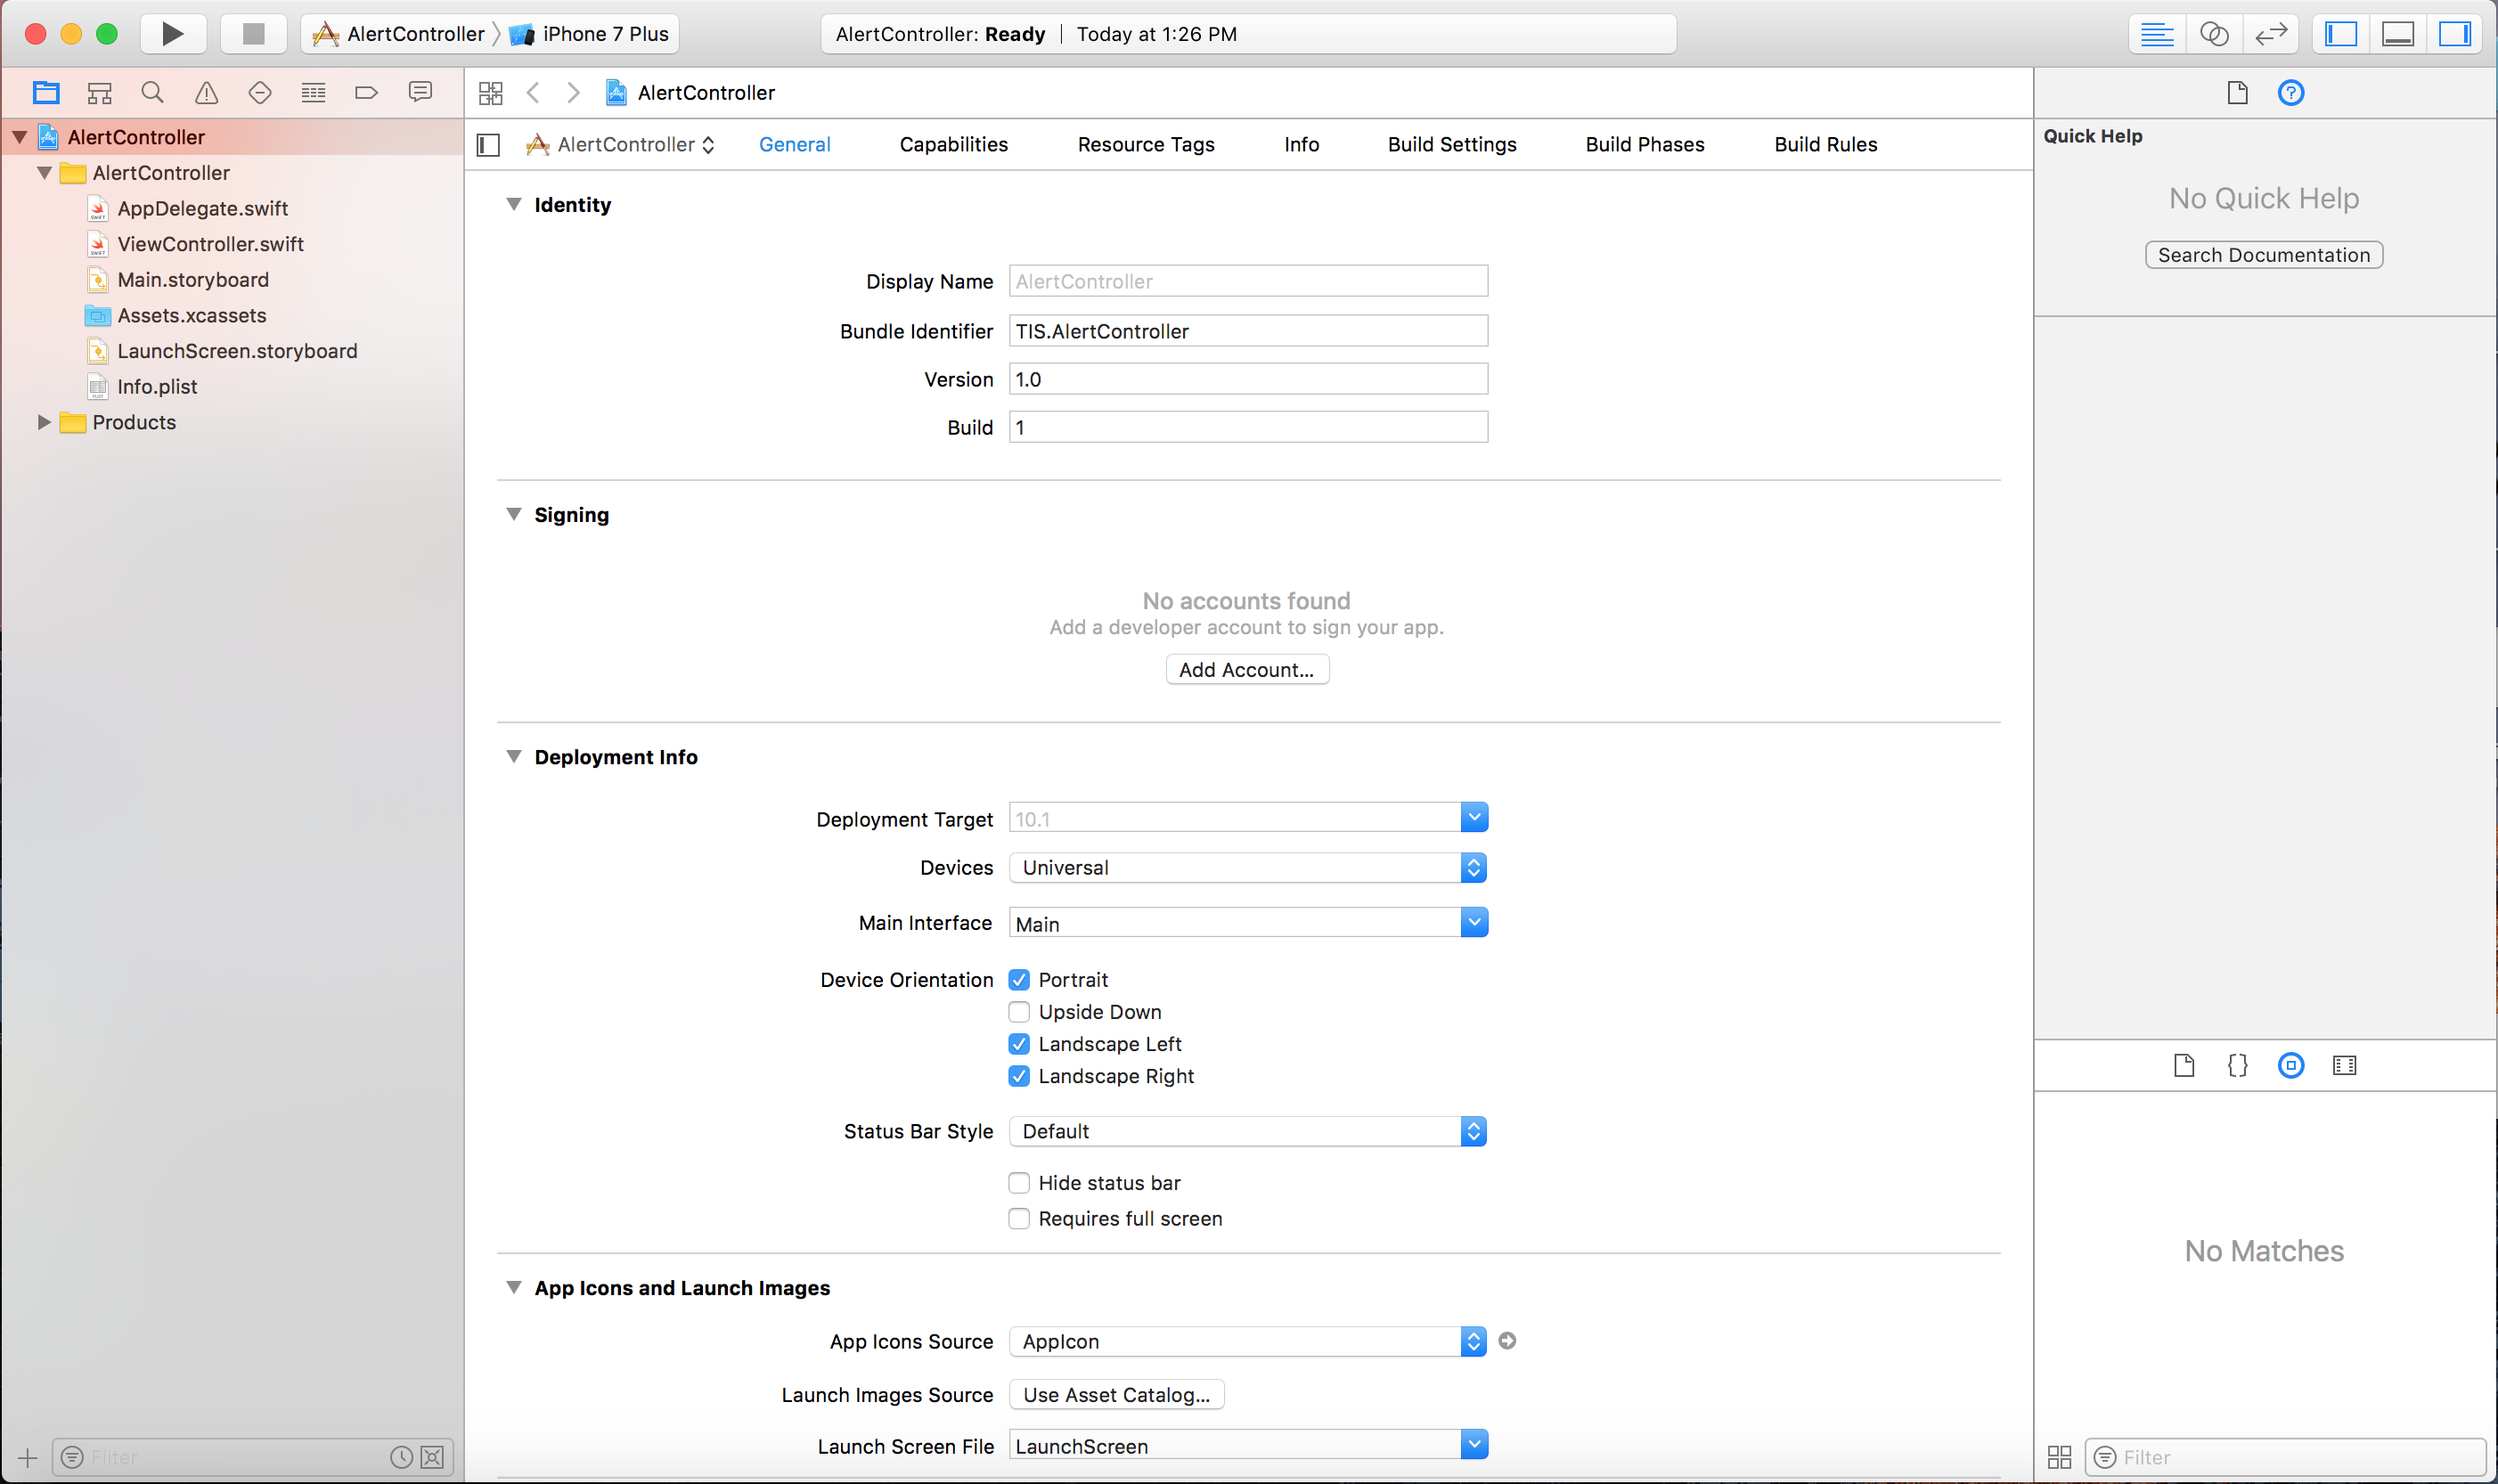 AlertController iPhone 7 Plus
AlertController: Ready Today at 1:26 PM
AlertController
AlertController
AlertController
AppDelegate.swift
ViewController.swift
Main.storyboard
Assets.xcassets
LaunchScreen.storyboard
Info.plist
Products
Filter
AlertController
AlertController General Capabilities Resource Tags Info Build Settings Build Phases Build Rules
Identity
Display Name AlertController
Bundle Identifier TIS.AlertController
Version 1.0
Build 1
Signing
No accounts found
Add a developer account to sign your app.
Add Account...
Deployment Info
Deployment Target 10.1
Devices Universal
Main Interface Main
Device Orientation Portrait
Upside Down
Landscape Left
Landscape Right
Status Bar Style Default
Hide status bar
Requires full screen
App Icons and Launch Images
App Icons Source AppIcon
Launch Images Source Use Asset Catalog...
Launch Screen File LaunchScreen
Quick Help
No Quick Help
Search Documentation
No Matches
Filter